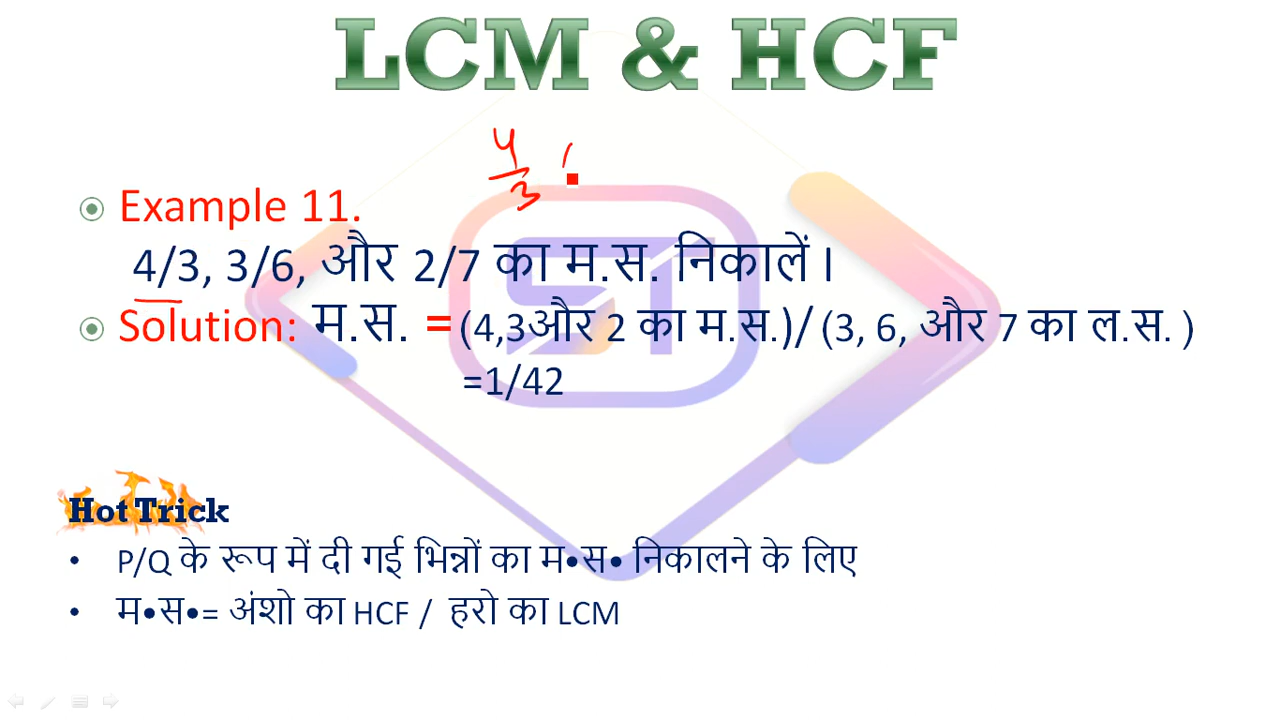 LCM & HCF
4/3
Example 11.
4/3, 3/6, और 2/7 का म.स. निकालें ।
Solution: म.स. = (4,3और 2 का म.स.)/ (3, 6, और 7 का ल.स. )
=1/42
ST
Hot Trick
• P/Q के रूप में दी गई भिन्नों का म•स• निकालने के लिए
• म•स•= अंशो का HCF / हरो का LCM